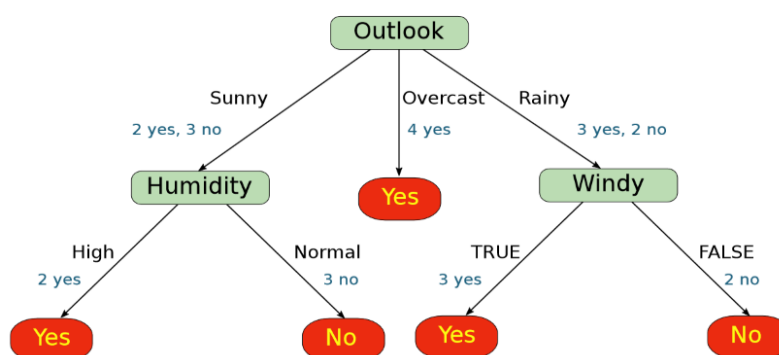 Outlook
Sunny
Overcast
Rainy
2 yes, 3 no
4 yes
3 yes, 2 no
Humidity
Yes
Windy
High
Normal
TRUE
FALSE
2 yes
3 no
3 yes
2 no
Yes
No
Yes
No